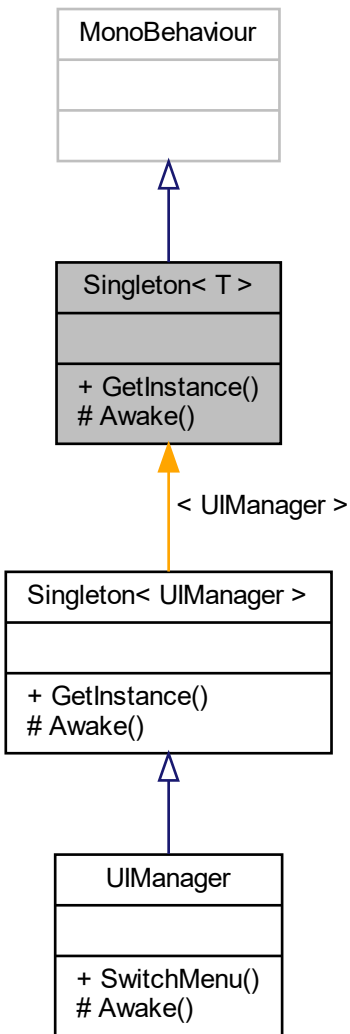 MonoBehaviour
Singleton< T >
+ GetInstance()
# Awake()
< UIManager >
Singleton< UIManager >
+ GetInstance()
# Awake()
UIManager
+ SwitchMenu()
# Awake()